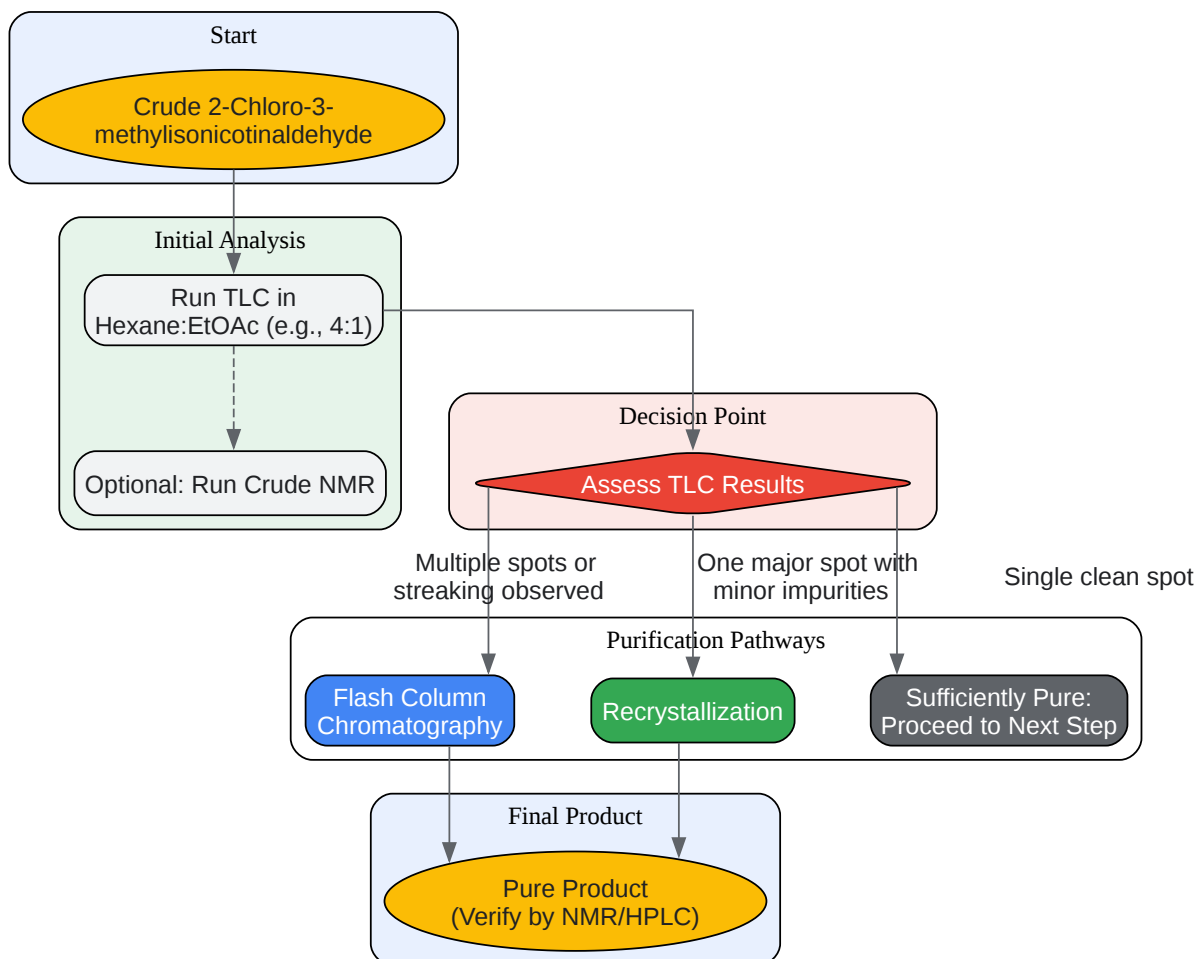 Start
Crude 2-Chloro-3-
methylisonicotinaldehyde
Initial Analysis
Run TLC in
Hexane:EtOAc (e.g., 4:1)
Optional: Run Crude NMR
Decision Point
Assess TLC Results
Multiple spots or
streaking observed
One major spot with
minor impurities
Single clean spot
Purification Pathways
Flash Column
Chromatography
Recrystallization
Sufficiently Pure:
Proceed to Next Step
Final Product
Pure Product
(Verify by NMR/HPLC)